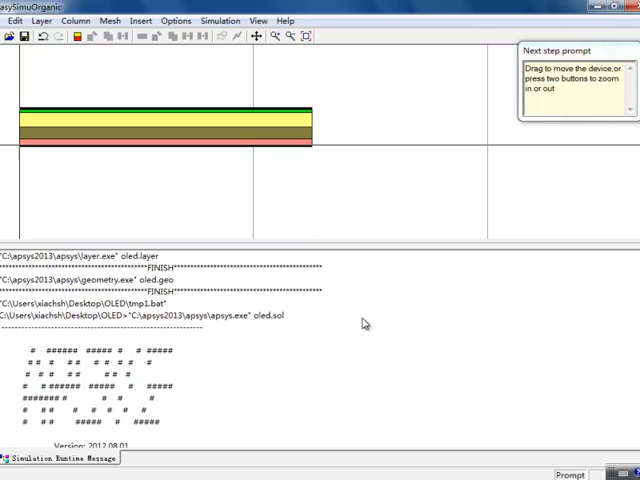 asySimuOrganic
Edit Layer Column Mesh Insert Options Simulation View Help
Next step prompt
Drag to move the device,or
press two buttons to zoom
in or out
"C:\apsys2013\apsys\layer.exe" oled.layer
***********************************************FINISH***********************************************
"C:\apsys2013\apsys\geometry.exe" oled.geo
***********************************************FINISH***********************************************
"C:\Users\xiachsh\Desktop\OLED\tmp1.bat"
C:\Users\xiachsh\Desktop\OLED>"C:\apsys2013\apsys\apsys.exe" oled.sol
Version: 2012.08.01
Simulation Runtime Message
Prompt